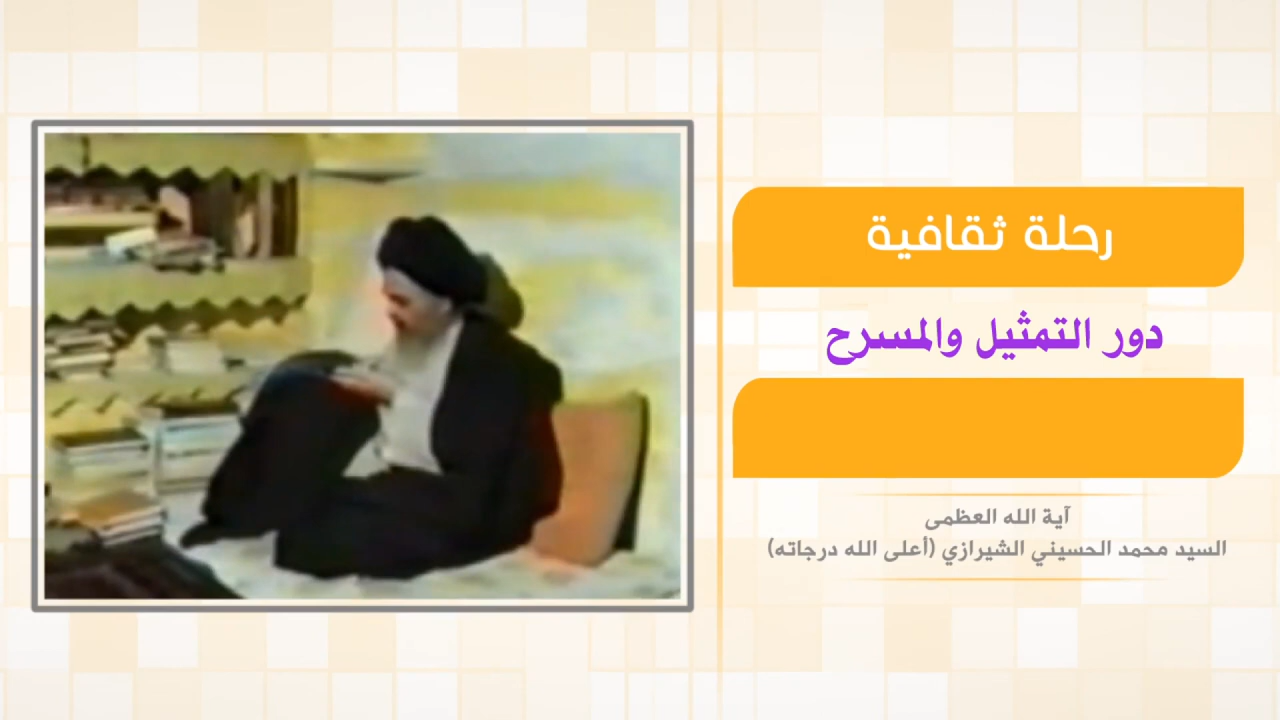 رحلة ثقافية
دور التمثيل والمسرح
آية الله العظمى
السيد محمد الحسيني الشيرازي (أعلى الله درجاته)